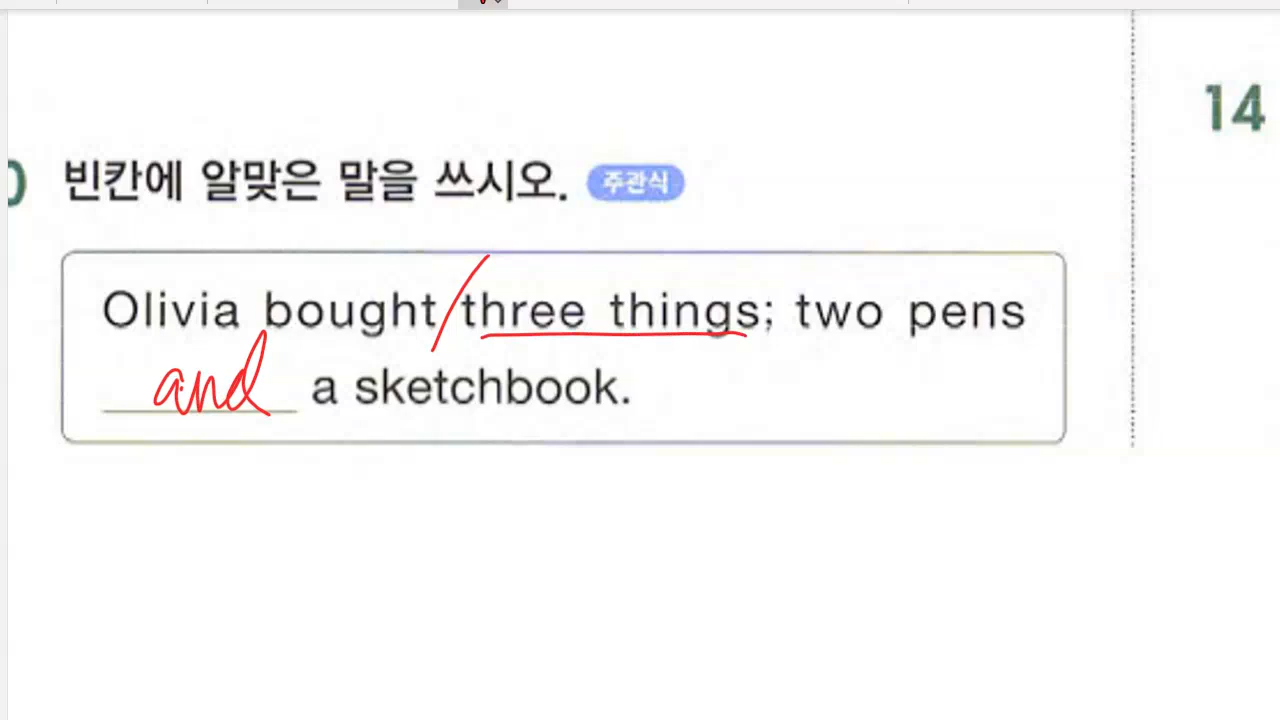 14
빈칸에 알맞은 말을 쓰시오. 주관식
Olivia bought three things; two pens
and a sketchbook.